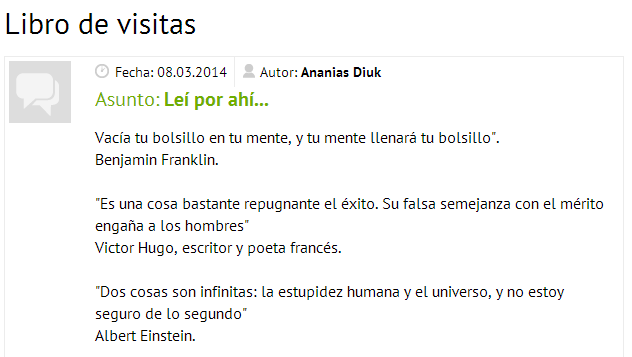 Libro de visitas
Fecha: 08.03.2014 Autor: Ananias Diuk
Asunto: Leí por ahí...
Vacía tu bolsillo en tu mente, y tu mente llenará tu bolsillo".
Benjamin Franklin.
"Es una cosa bastante repugnante el éxito. Su falsa semejanza con el mérito
engaña a los hombres"
Victor Hugo, escritor y poeta francés.
"Dos cosas son infinitas: la estupidez humana y el universo, y no estoy
seguro de lo segundo"
Albert Einstein.